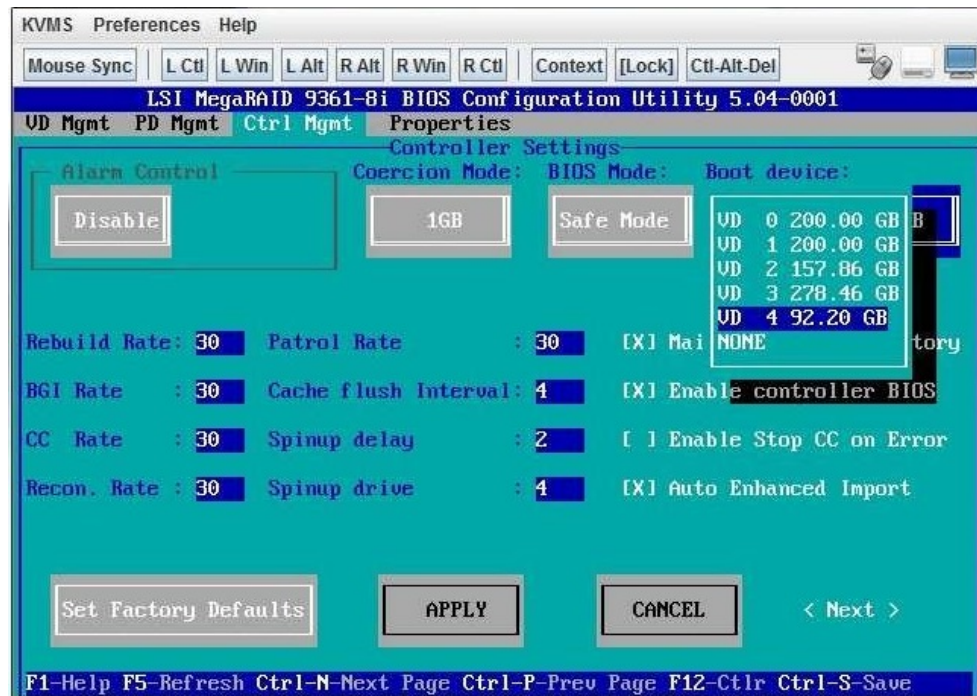 KVMS Preferences Help
Mouse Sync L Ctl L Win L Alt R Alt R Win R Ctl Context [Lock] Ctl-Alt-Del
LSI MegaRAID 9361-8i BIOS Configuration Utility 5.04-0001
VD Mgmt PD Mgmt Ctrl Mgmt Properties
Controller Settings
Alarm Control Coercion Mode: BIOS Mode: Boot device:
Disable 1GB Safe Mode VD 0 200.00 GB B
VD 1 200.00 GB
VD 2 157.86 GB
VD 3 278.46 GB
VD 4 92.20 GB
Rebuild Rate: 30 Patrol Rate : 30 [X] Mai NONE tory
BGI Rate : 30 Cache flush Interval: 4 [X] Enable controller BIOS
CC Rate : 30 Spinup delay : 2 [ ] Enable Stop CC on Error
Recon. Rate : 30 Spinup drive : 4 [X] Auto Enhanced Import
Set Factory Defaults APPLY CANCEL < Next >
F1-Help F5-Refresh Ctrl-N-Next Page Ctrl-P-Prev Page F12-Ctlr Ctrl-S-Save